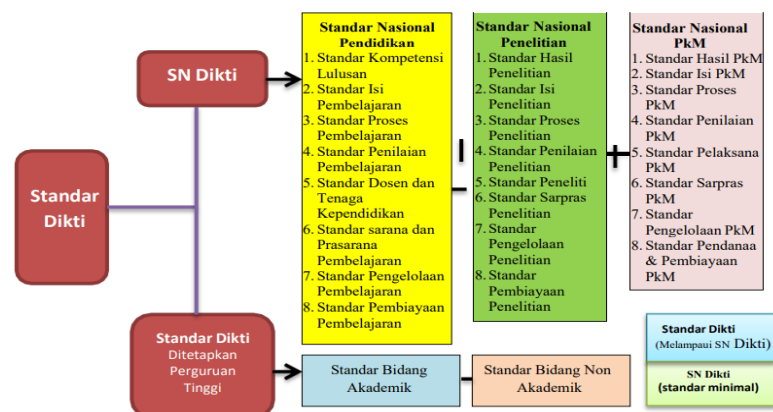 Standar
Dikti
SN Dikti
Standar Dikti
Ditetapkan
Perguruan
Tinggi
Standar Nasional
Pendidikan
1. Standar Kompetensi
Lulusan
2. Standar Isi
Pembelajaran
3. Standar Proses
Pembelajaran
4. Standar Penilaian
Pembelajaran
5. Standar Dosen dan
Tenaga
Kependidikan
6. Standar sarana dan
Prasarana
Pembelajaran
7. Standar Pengelolaan
Pembelajaran
8. Standar Pembiayaan
Pembelajaran
Standar Nasional
Penelitian
1. Standar Hasil
Penelitian
2. Standar Isi
Penelitian
3. Standar Proses
Penelitian
4. Standar Penilaian
Penelitian
5. Standar Peneliti
6. Standar Sarpras
Penelitian
7. Standar
Pengelolaan
Penelitian
8. Standar
Pembiayaan
Penelitian
Standar Nasional
PkM
1. Standar Hasil PkM
2. Standar Isi PkM
3. Standar Proses
PkM
4. Standar Penilaian
PkM
5. Standar Pelaksana
PkM
6. Standar Sarpras
PkM
7. Standar
Pengelolaan PkM
8. Standar Pendanaa
& Pembiayaan
PkM
Standar Bidang
Akademik
Standar Bidang Non
Akademik
Standar Dikti
(Melampaui SN Dikti)
SN Dikti
(standar minimal)